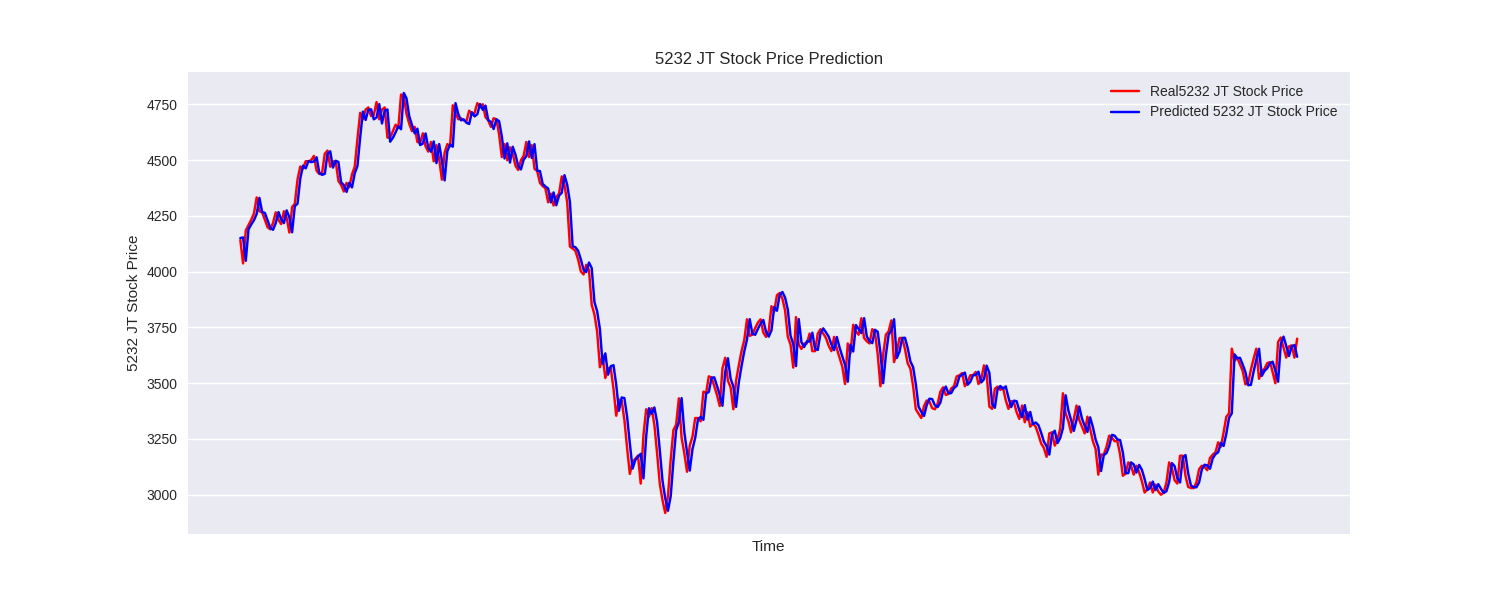 5232 JT Stock Price Prediction
Real5232 JT Stock Price
Predicted 5232 JT Stock Price
5232 JT Stock Price
4750
4500
4250
4000
3750
3500
3250
3000
Time